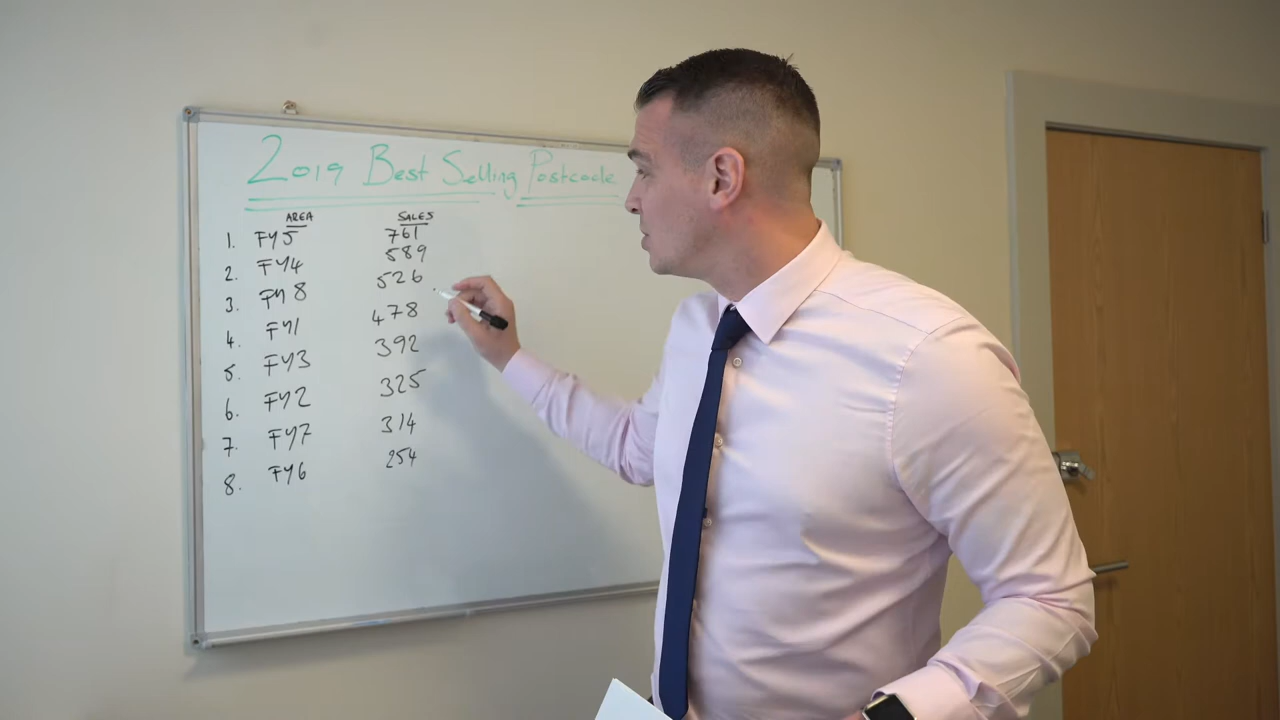 2019 Best Selling Postcode
AREA SALES
1. FY5 761
2. FY4 589
3. FY8 526
4. FY1 478
5. FY3 392
6. FY2 325
7. FY7 314
8. FY6 254